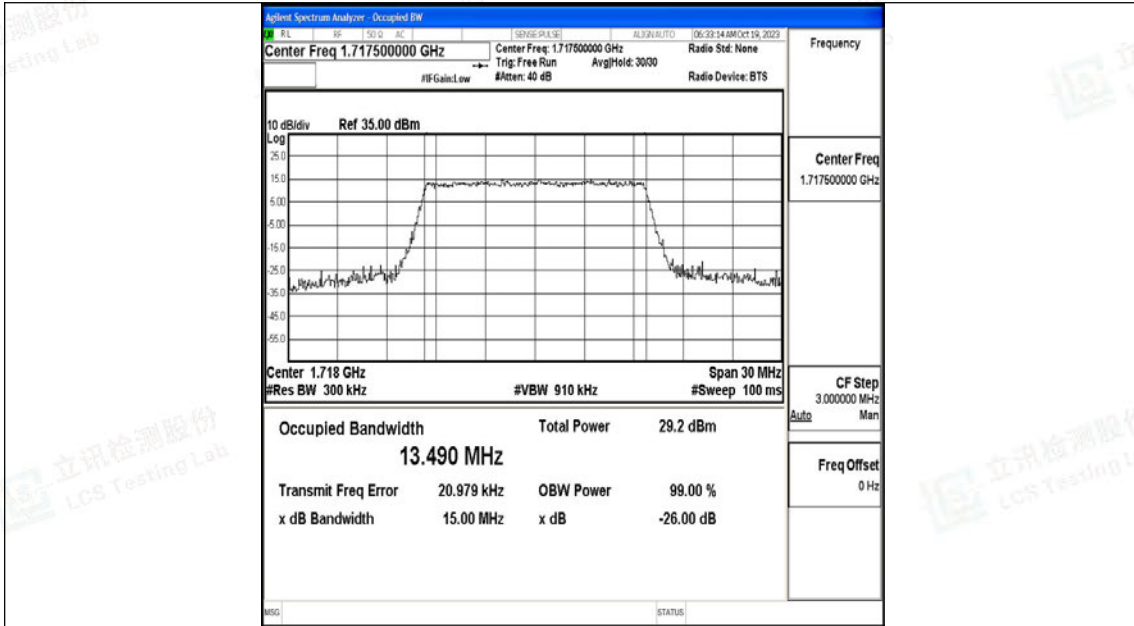 Agilent Spectrum Analyzer - Occupied BW
RL RF 50 Ω AC SENSE:PULSE ALIGNAUTO 06:33:14 AM Oct 19, 2023
Center Freq 1.717500000 GHz
Center Freq: 1.717500000 GHz Radio Std: None
Trig: Free Run Avg|Hold: 30/30
#IFGain:Low #Atten: 40 dB Radio Device: BTS
10 dB/div Ref 35.00 dBm
Log
25.0
15.0
5.00
-5.00
-15.0
-25.0
-35.0
-45.0
-55.0
Center 1.718 GHz Span 30 MHz
#Res BW 300 kHz #VBW 910 kHz #Sweep 100 ms
Occupied Bandwidth Total Power 29.2 dBm
13.490 MHz
Transmit Freq Error 20.979 kHz OBW Power 99.00 %
x dB Bandwidth 15.00 MHz x dB -26.00 dB
MSG STATUS
Frequency
Center Freq
1.717500000 GHz
CF Step
3.000000 MHz
Auto Man
Freq Offset
0 Hz
立讯检测股份
LCS Testing Lab